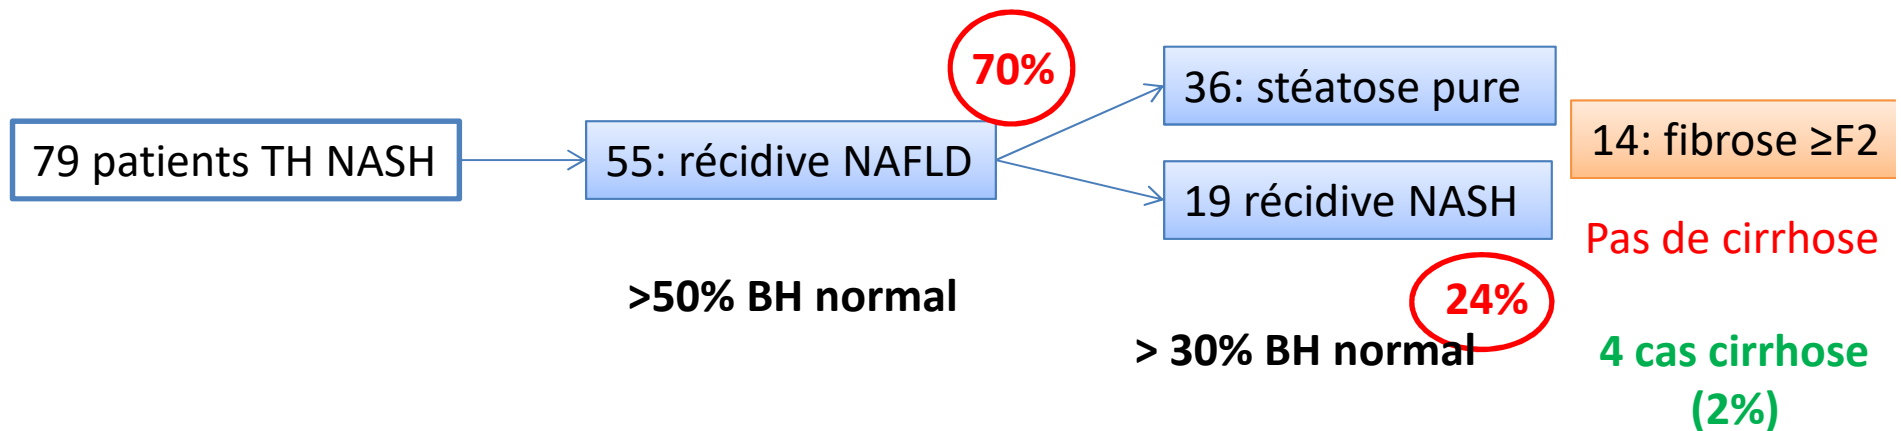 79 patients TH NASH
55: récidive NAFLD
70%
36: stéatose pure
19 récidive NASH
14: fibrose ≥F2
Pas de cirrhose
>50% BH normal
24%
> 30% BH normal
4 cas cirrhose
(2%)